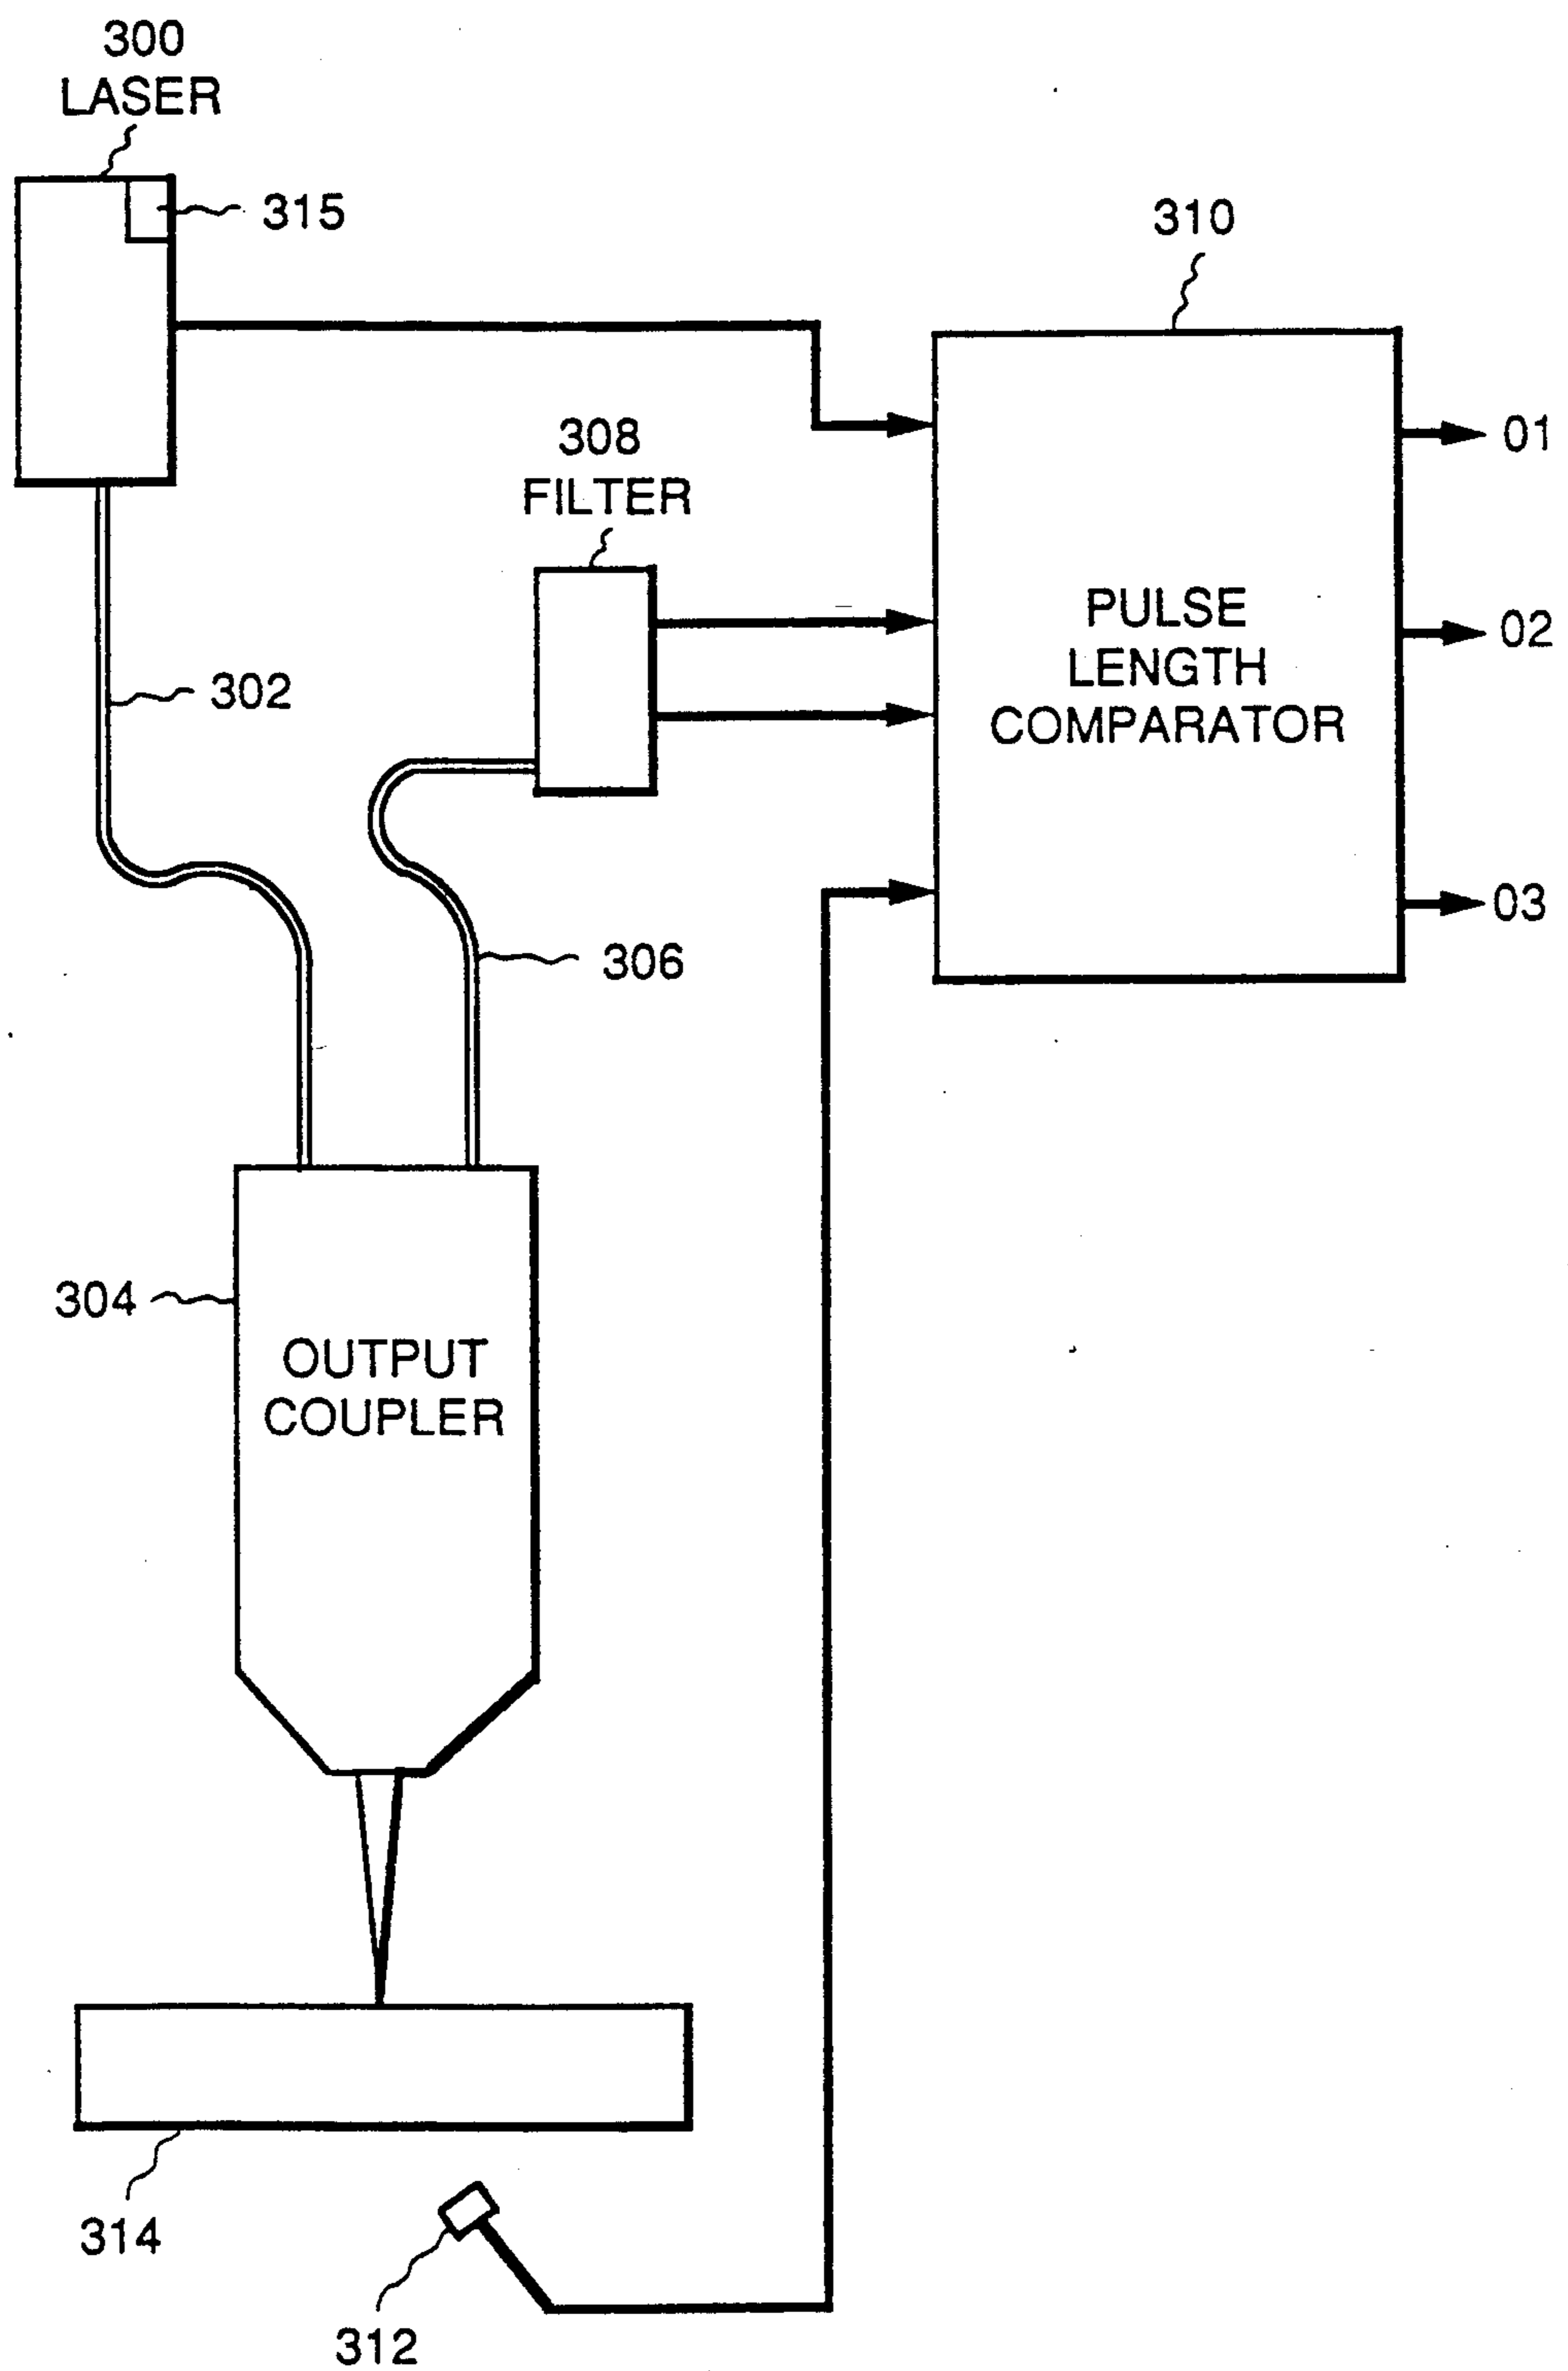 300
LASER
315
310
01
308
FILTER
PULSE
LENGTH
COMPARATOR
02
302
03
306
304
OUTPUT
COUPLER
314
312